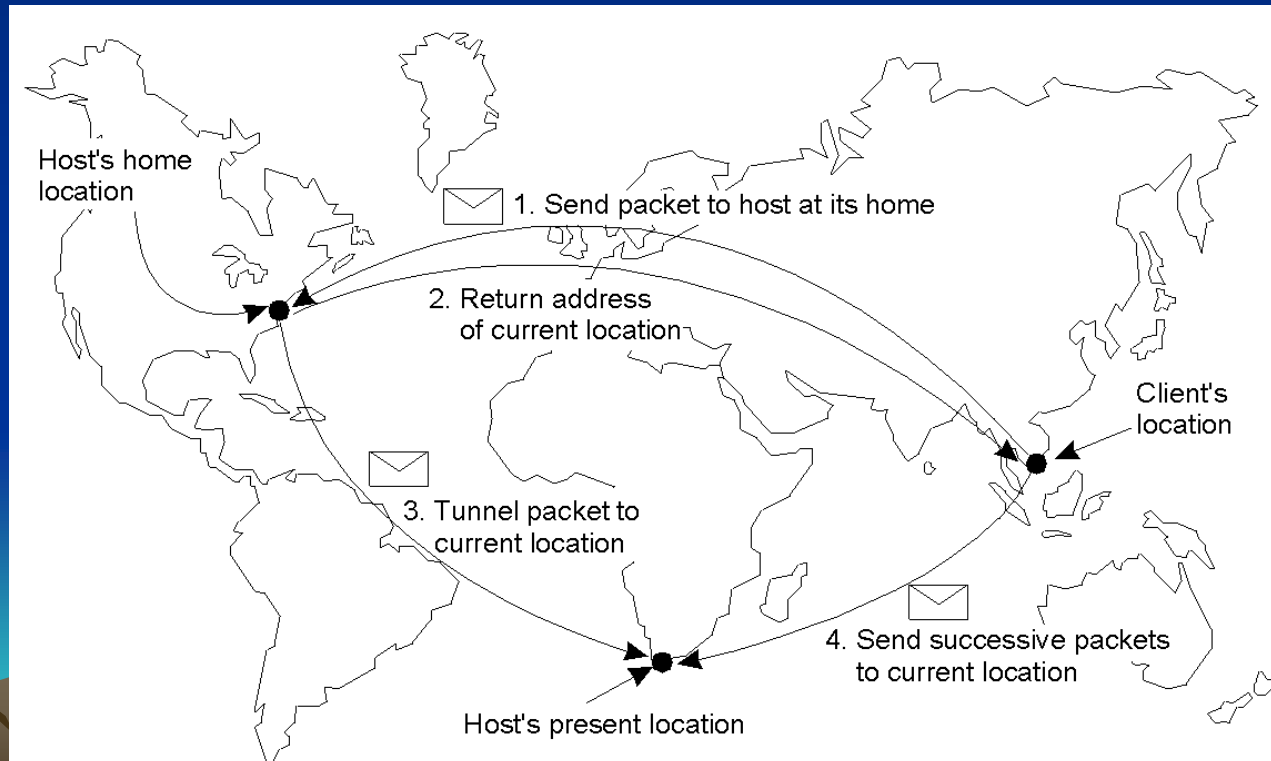 Host's home
location
1. Send packet to host at its home
2. Return address
of current location
Client's
location
3. Tunnel packet to
current location
4. Send successive packets
to current location
Host's present location